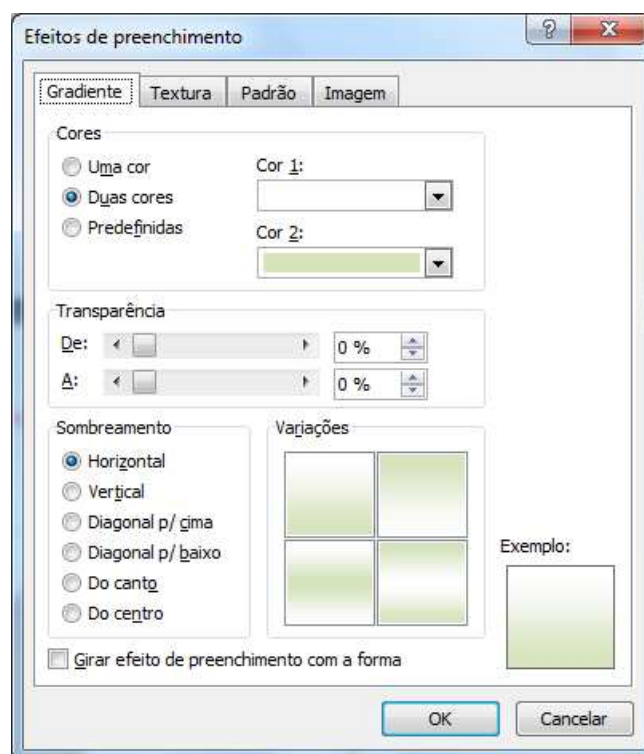 Efeitos de preenchimento
Gradiente Textura Padrão Imagem
Cores
Uma cor
Duas cores
Predefinidas
Cor 1:
Cor 2:
Transparência
De: 0 %
A: 0 %
Sombreamento
Horizontal
Vertical
Diagonal p/ cima
Diagonal p/ baixo
Do canto
Do centro
Variações
Exemplo:
Girar efeito de preenchimento com a forma
OK Cancelar